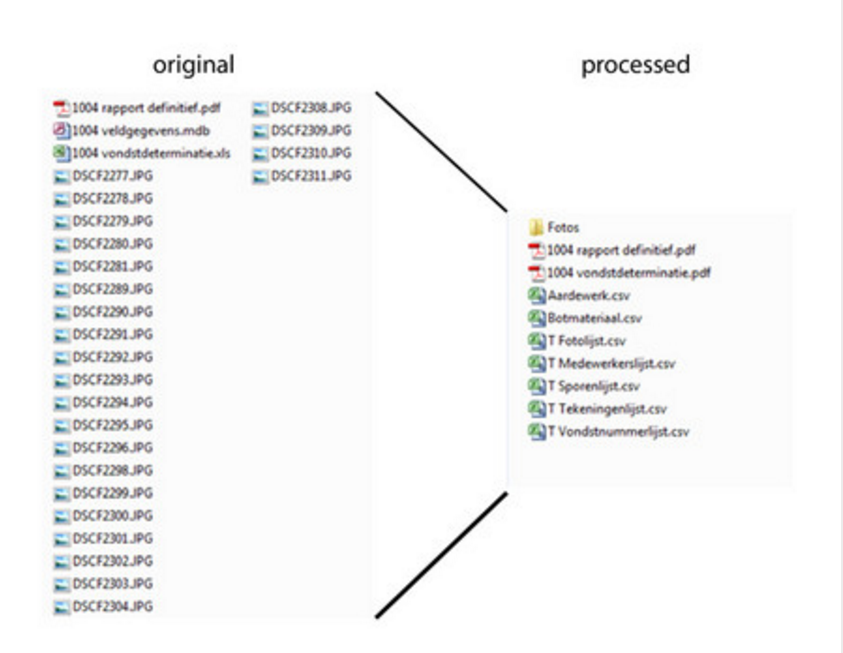 original
processed
1004 rapport definitief.pdf
1004 veldgegevens.mdb
1004 vondstdeterminatie.xls
DSCF2277.JPG
DSCF2278.JPG
DSCF2279.JPG
DSCF2280.JPG
DSCF2281.JPG
DSCF2289.JPG
DSCF2290.JPG
DSCF2291.JPG
DSCF2292.JPG
DSCF2293.JPG
DSCF2294.JPG
DSCF2295.JPG
DSCF2296.JPG
DSCF2298.JPG
DSCF2299.JPG
DSCF2300.JPG
DSCF2301.JPG
DSCF2302.JPG
DSCF2303.JPG
DSCF2304.JPG
DSCF2308.JPG
DSCF2309.JPG
DSCF2310.JPG
DSCF2311.JPG
Fotos
1004 rapport definitief.pdf
1004 vondstdeterminatie.pdf
Aardewerk.csv
Botmateriaal.csv
T Fotolijst.csv
T Medewerkerslijst.csv
T Sporenlijst.csv
T Tekeningenlijst.csv
T Vondstnummerlijst.csv